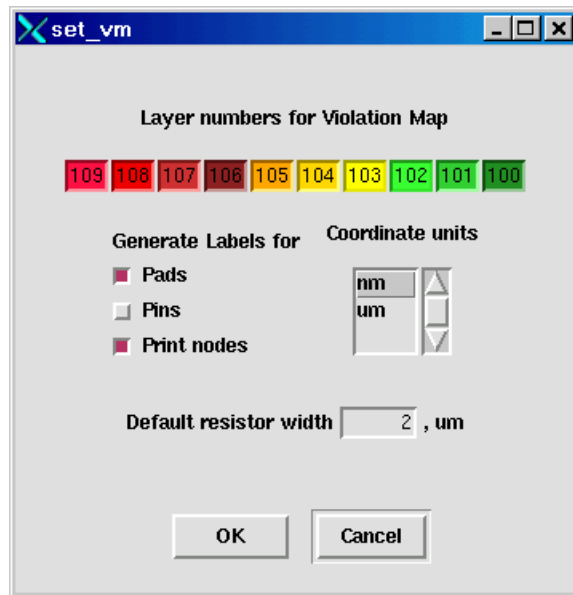 set_vm
Layer numbers for Violation Map
109 108 107 106 105 104 103 102 101 100
Generate Labels for
Pads
Pins
Print nodes
Coordinate units
nm
um
Default resistor width 2 , um
OK Cancel